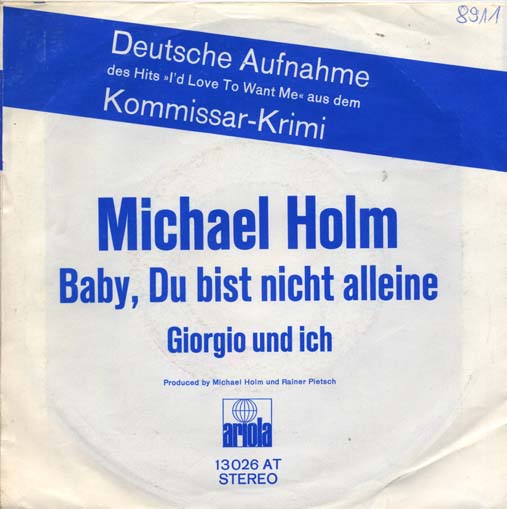 8911
Deutsche Aufnahme
des Hits »I'd Love To Want Me« aus dem
Kommissar-Krimi
Michael Holm
Baby, Du bist nicht alleine
Giorgio und ich
Produced by Michael Holm und Rainer Pietsch
ariola
13026 AT
STEREO